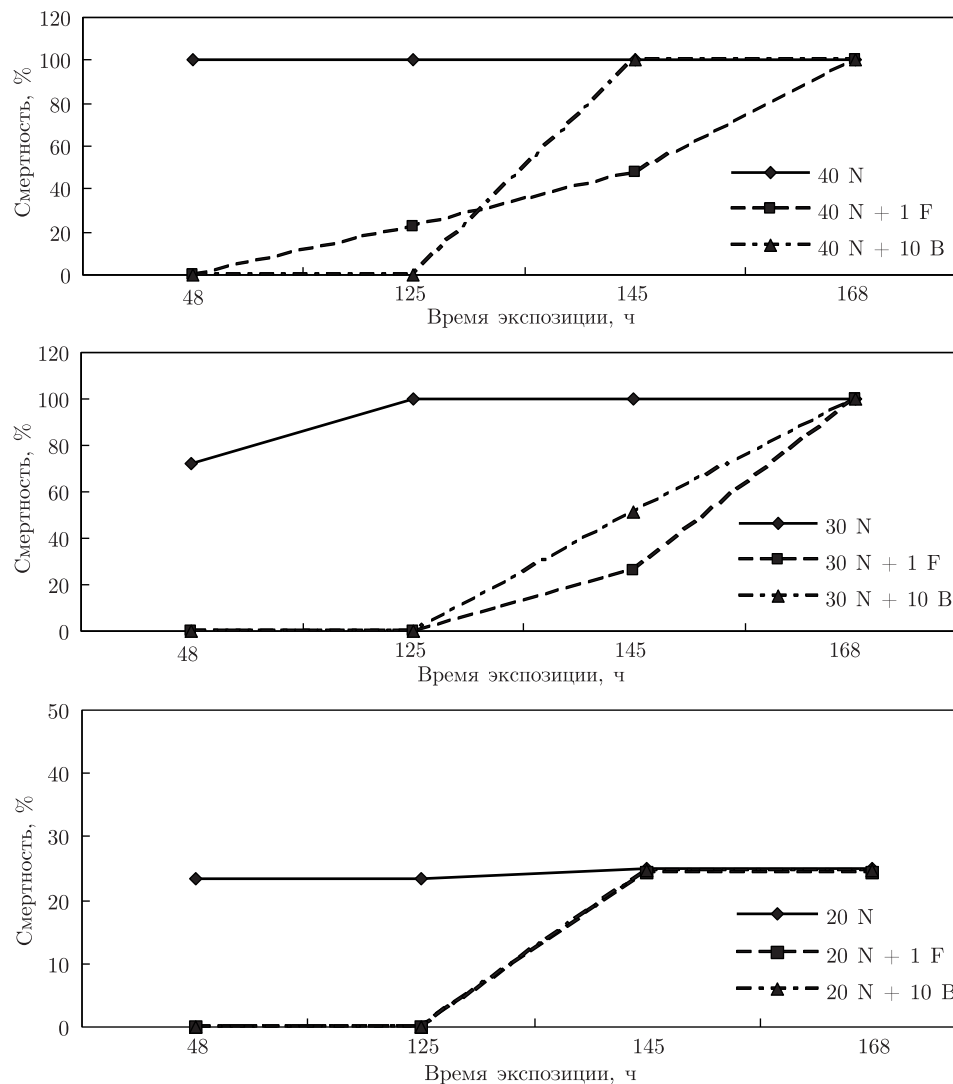 120
100
80
60
40
20
0
Смертность, %
40 N
40 N + 1 F
40 N + 10 B
48 125 145 168
Время экспозиции, ч
120
100
80
60
40
20
0
Смертность, %
30 N
30 N + 1 F
30 N + 10 B
48 125 145 168
Время экспозиции, ч
50
40
30
20
10
0
Смертность, %
20 N
20 N + 1 F
20 N + 10 B
48 125 145 168
Время экспозиции, ч